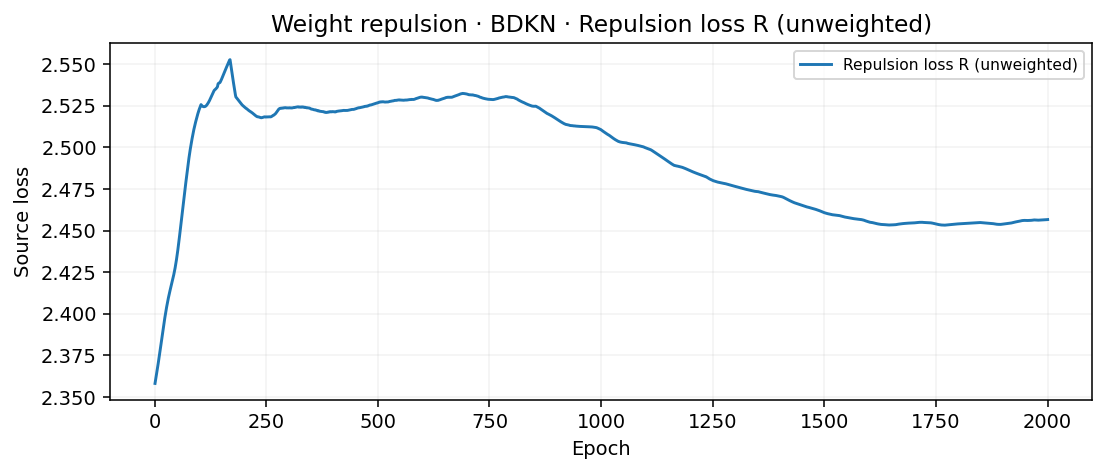 Weight repulsion · BDKN · Repulsion loss R (unweighted)
Repulsion loss R (unweighted)
Source loss
2.550
2.525
2.500
2.475
2.450
2.425
2.400
2.375
2.350
0 250 500 750 1000 1250 1500 1750 2000
Epoch